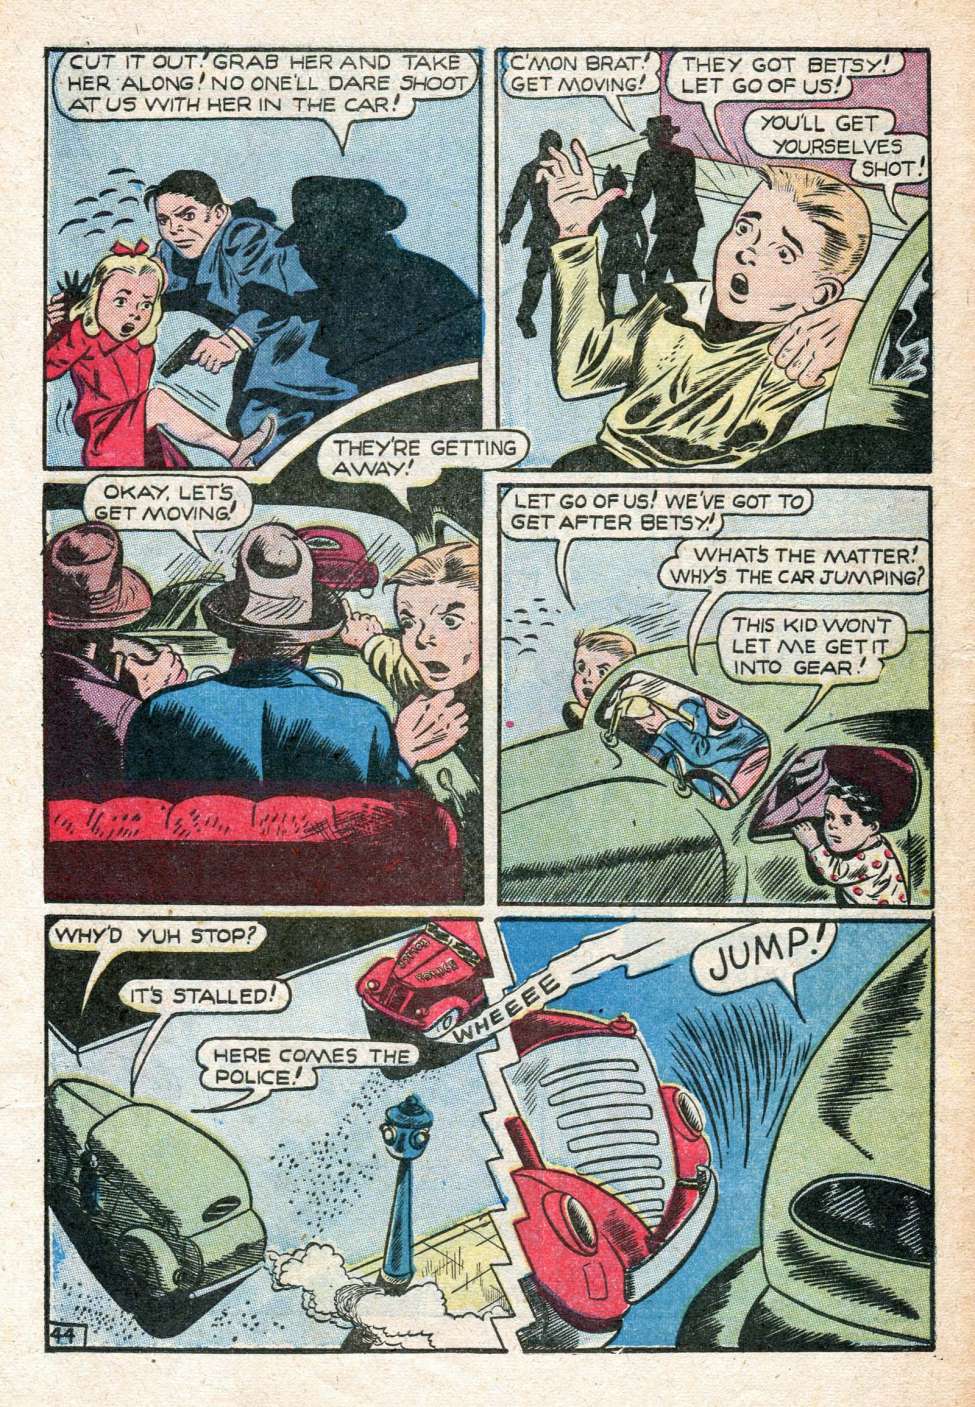 CUT IT OUT! GRAB HER AND TAKE
HER ALONG! NO ONE'LL DARE SHOOT
AT US WITH HER IN THE CAR!
C'MON BRAT!
GET MOVING!
THEY GOT BETSY!
LET GO OF US!
YOU'LL GET
YOURSELVES
SHOT!
OKAY, LET'S
GET MOVING!
THEY'RE GETTING
AWAY!
LET GO OF US! WE'VE GOT TO
GET AFTER BETSY!
WHAT'S THE MATTER!
WHY'S THE CAR JUMPING?
THIS KID WON'T
LET ME GET IT
INTO GEAR!
WHY'D YUH STOP?
IT'S STALLED!
HERE COMES THE
POLICE!
WHEEEEE
JUMP!
44